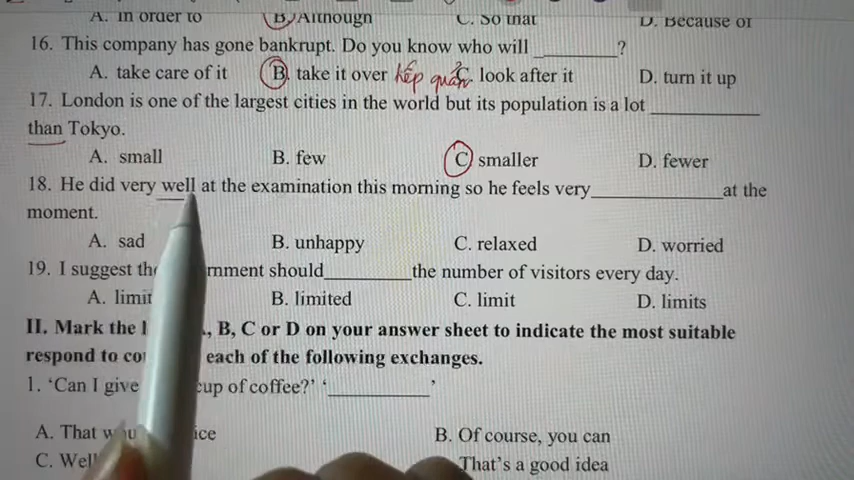 A. In order to B. Although C. So that D. Because of
16. This company has gone bankrupt. Do you know who will ________?
A. take care of it B. take it over C. look after it D. turn it up
17. London is one of the largest cities in the world but its population is a lot ___________
than Tokyo.
A. small B. few C. smaller D. fewer
18. He did very well at the examination this morning so he feels very_____________at the
moment.
A. sad B. unhappy C. relaxed D. worried
19. I suggest rnment should________the number of visitors every day.
A. limit B. limited C. limit D. limits
II. Mark the B, C or D on your answer sheet to indicate the most suitable
respond to each of the following exchanges.
1. ‘Can I give cup of coffee?’ ‘__________’
A. That B. Of course, you can
C. Well That’s a good idea